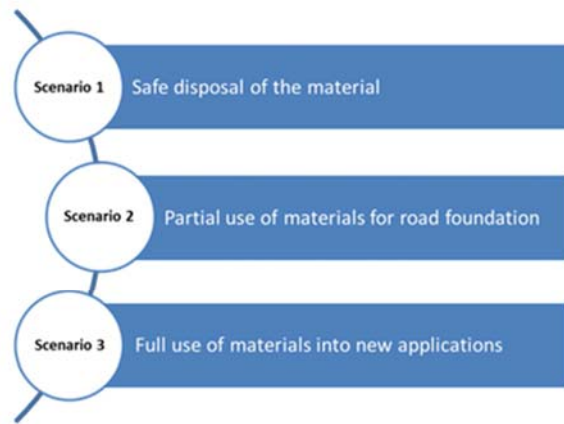 Scenario 1
Safe disposal of the material
Scenario 2
Partial use of materials for road foundation
Scenario 3
Full use of materials into new applications